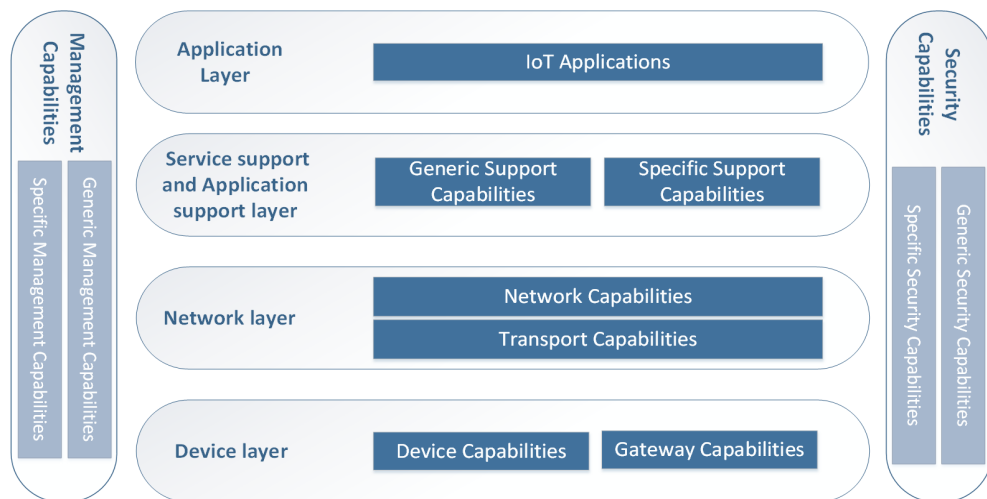 Management
Capabilities
Specific Management Capabilities
Generic Management Capabilities
Application
Layer
IoT Applications
Service support
and Application
support layer
Generic Support
Capabilities
Specific Support
Capabilities
Network layer
Network Capabilities
Transport Capabilities
Device layer
Device Capabilities
Gateway Capabilities
Security
Capabilities
Specific Security Capabilities
Generic Security Capabilities